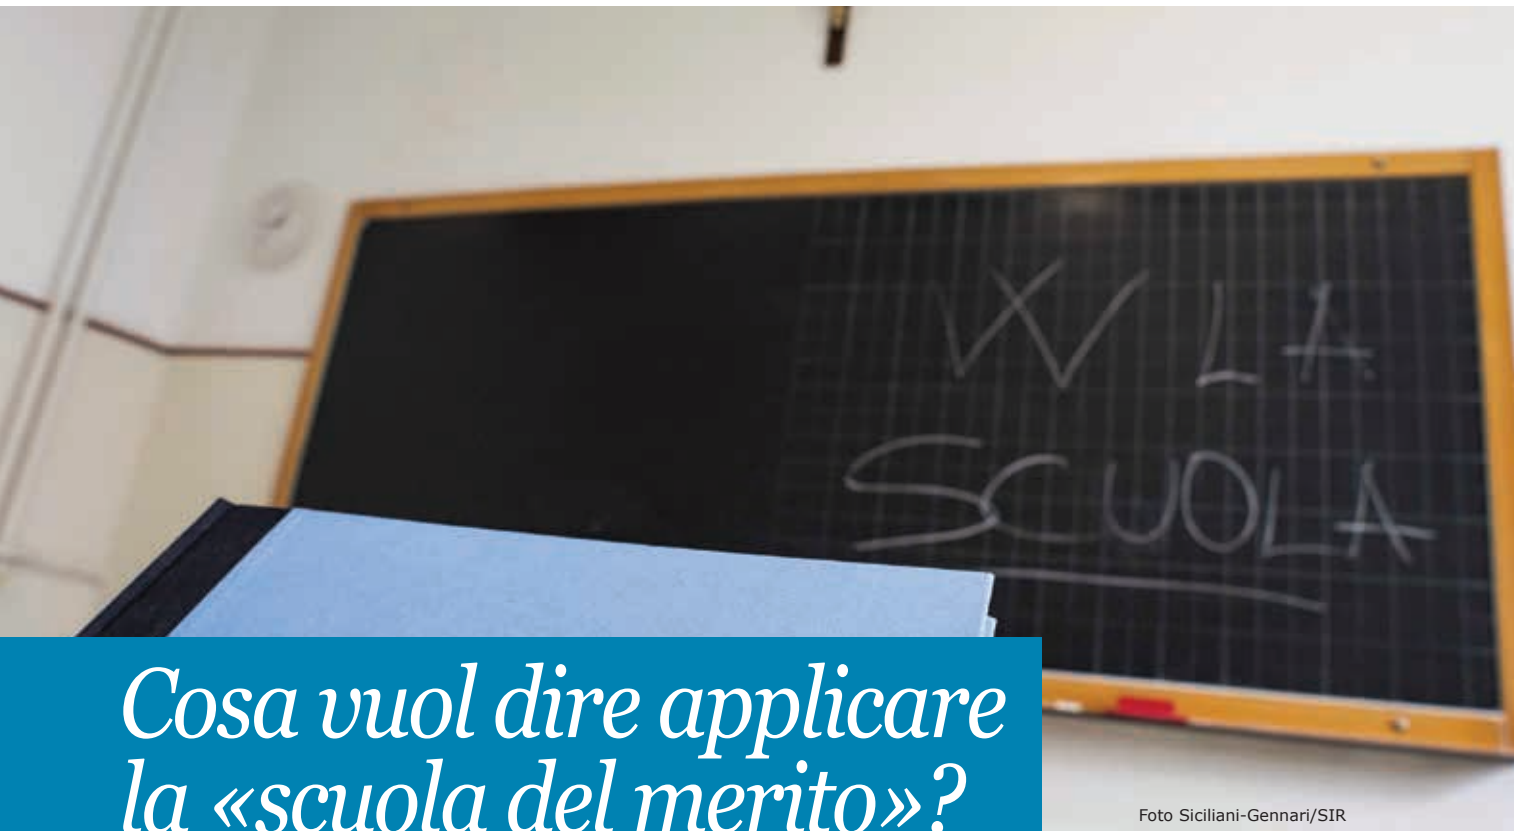 W LA
SCUOLA
Cosa vuol dire applicare
la «scuola del merito»?
Foto Siciliani-Gennari/SIR